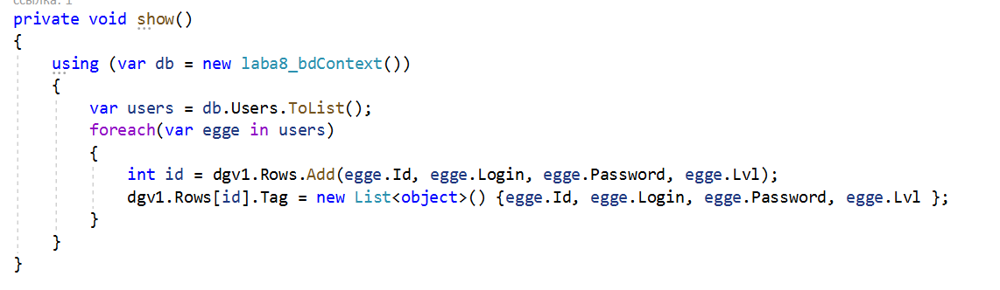 ссылка: 1
private void show()
{
using (var db = new laba8_bdContext())
{
var users = db.Users.ToList();
foreach(var egge in users)
{
int id = dgv1.Rows.Add(egge.Id, egge.Login, egge.Password, egge.Lvl);
dgv1.Rows[id].Tag = new List<object>() {egge.Id, egge.Login, egge.Password, egge.Lvl };
}
}
}